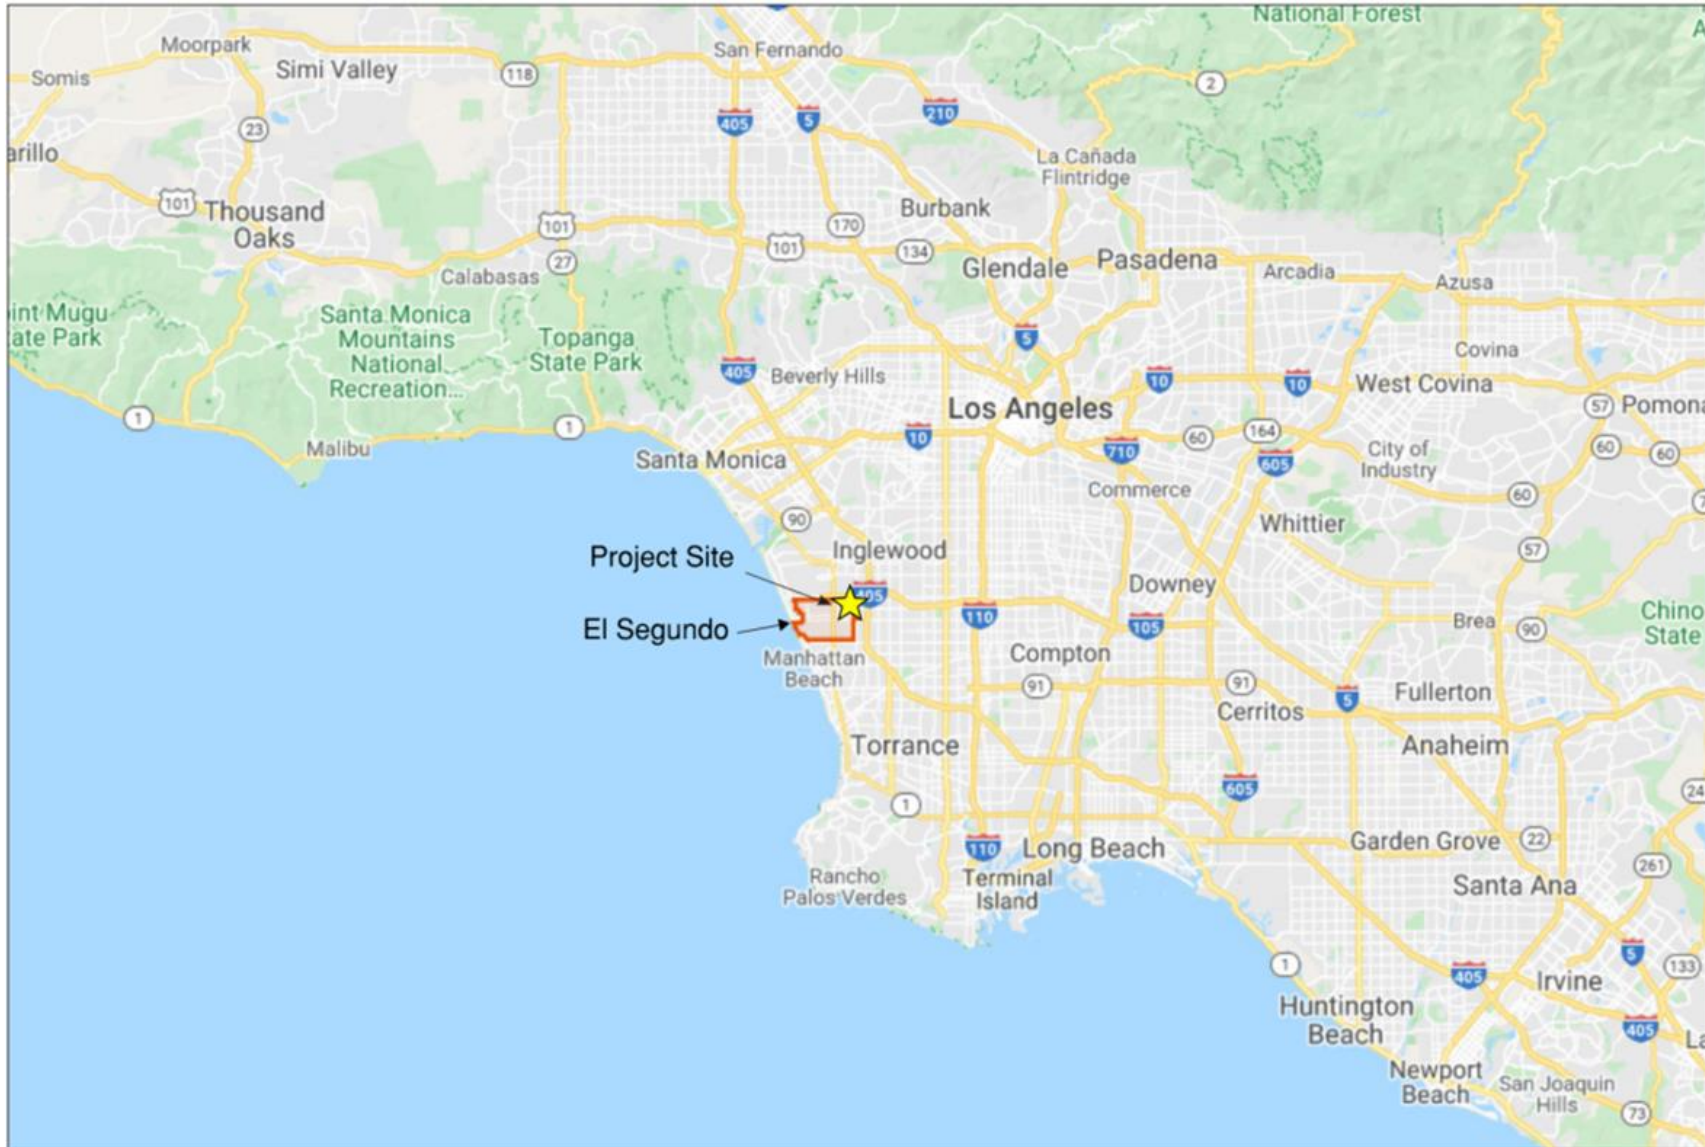 National Forest
Moorpark
San Fernando
Simi Valley
Somis
118
2
405
5
210
23
arillo
La Cañada
Flintridge
101
Thousand
Oaks
Burbank
101
170
101
134
27
Calabasas
Glendale
Pasadena
Arcadia
Azusa
oint Mugu
tate Park
Santa Monica
Mountains
National
Recreation...
Topanga
State Park
5
Covina
405
Beverly Hills
10
10
West Covina
Los Angeles
57
Pomona
1
1
Malibu
10
60
164
710
City of
Industry
60
60
Santa Monica
605
Commerce
60
90
Whittier
Inglewood
57
Project Site
405
Downey
El Segundo
110
105
Chino
State
Brea
90
Manhattan
Beach
Compton
91
91
5
Fullerton
Cerritos
Torrance
Anaheim
605
24
1
110
Long Beach
Garden Grove
22
Rancho
Palos Verdes
Terminal
Island
261
Santa Ana
5
1
405
133
Irvine
Huntington
Beach
405
La
Newport
Beach
San Joaquin
Hills
73